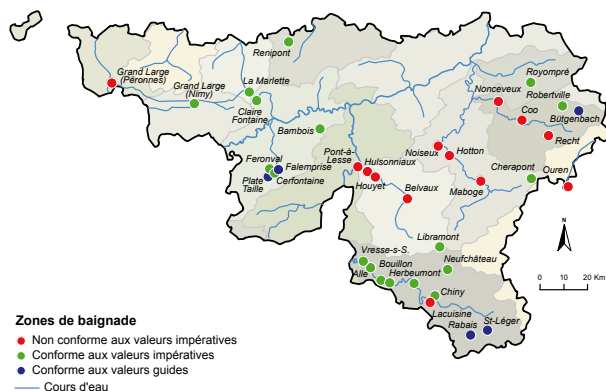 Renipont
Grand Large
(Péronnes)
La Marlette
Grand Large
(Nimy)
Claire
Fontaine
Bambois
Royompré
Nonceveux
Robertville
Coo
Bütgenbach
Recht
Noiseux
Hotton
Pont-à-
Lesse
Hulsonniaux
Houyet
Feronval
Falemprise
Plate
Taille
Cerfontaine
Cherapont
Ouren
Maboge
Belvaux
Libramont
Vresse-s-S.
Neufchâteau
Bouillon
Alle
Herbeumont
Chiny
Lacuisine
Rabais
St-Léger
N
0 10 20 Km
Zones de baignade
Non conforme aux valeurs impératives
Conforme aux valeurs impératives
Conforme aux valeurs guides
Cours d'eau